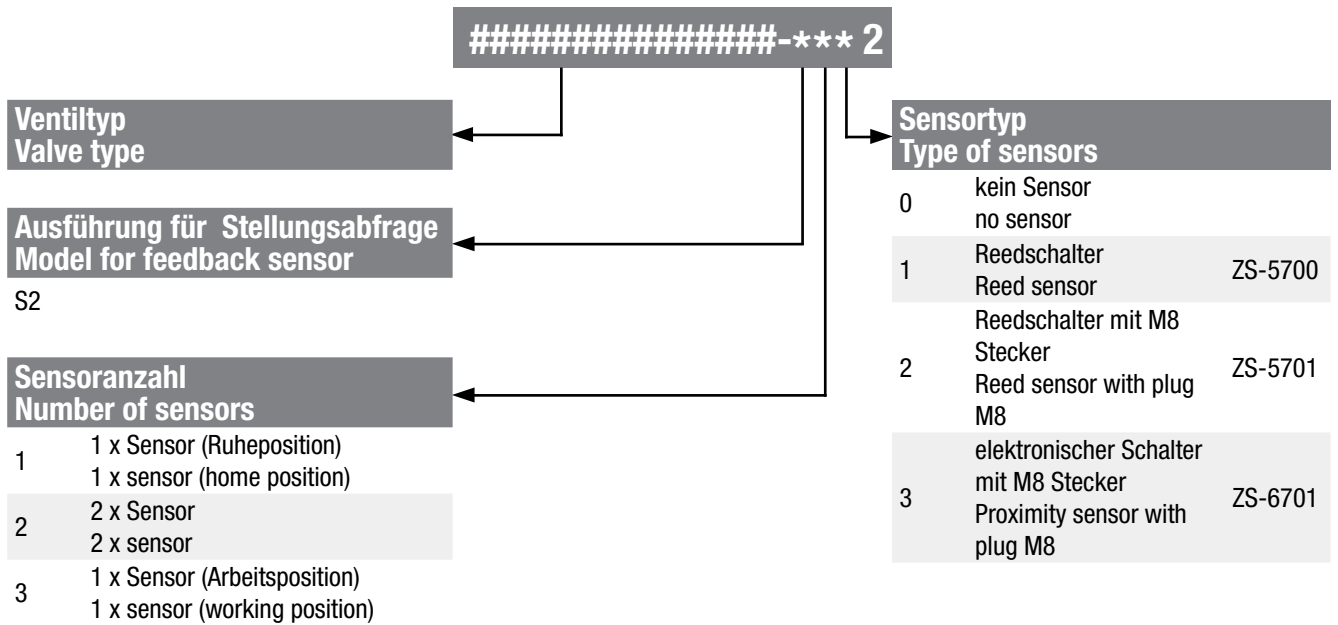 ###############-*** 2
Ventiltyp
Valve type
Ausführung für Stellungsabfrage
Model for feedback sensor
S2
Sensoranzahl
Number of sensors
1 1 x Sensor (Ruheposition)
1 x sensor (home position)
2 2 x Sensor
2 x sensor
3 1 x Sensor (Arbeitsposition)
1 x sensor (working position)
Sensortyp
Type of sensors
0 kein Sensor
no sensor
1 Reedschalter
Reed sensor ZS-5700
Reedschalter mit M8
Stecker
2 Reed sensor with plug ZS-5701
M8
elektronischer Schalter
mit M8 Stecker
3 Proximity sensor with ZS-6701
plug M8